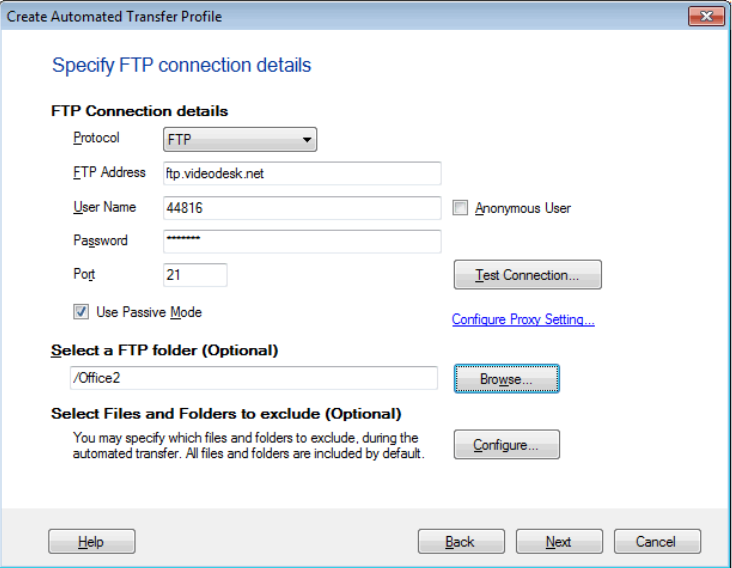 Create Automated Transfer Profile
Specify FTP connection details
FTP Connection details
Protocol FTP
FTP Address ftp.videodesk.net
User Name 44816 Anonymous User
Password *******
Port 21 Test Connection...
Use Passive Mode Configure Proxy Setting...
Select a FTP folder (Optional)
/Office2 Browse...
Select Files and Folders to exclude (Optional)
You may specify which files and folders to exclude, during the
automated transfer. All files and folders are included by default. Configure...
Help Back Next Cancel